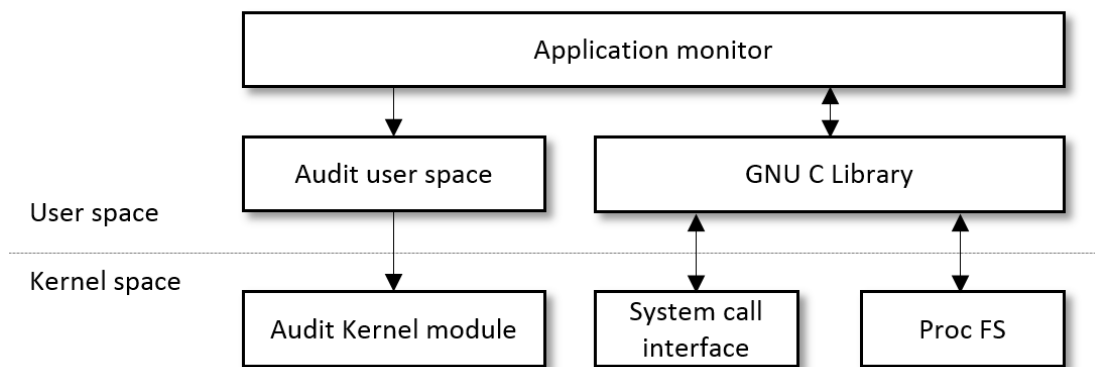 Application monitor
Audit user space
GNU C Library
User space
Kernel space
Audit Kernel module
System call
interface
Proc FS